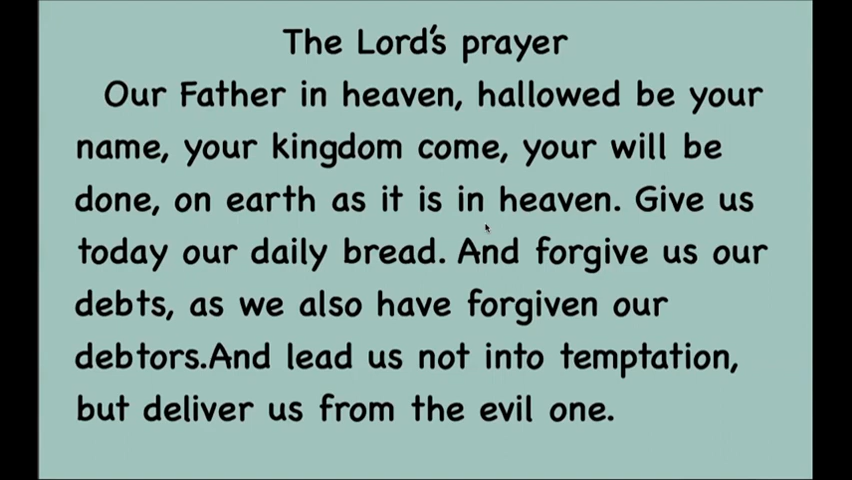 The Lord's prayer
Our Father in heaven, hallowed be your
name, your kingdom come, your will be
done, on earth as it is in heaven. Give us
today our daily bread. And forgive us our
debts, as we also have forgiven our
debtors.And lead us not into temptation,
but deliver us from the evil one.